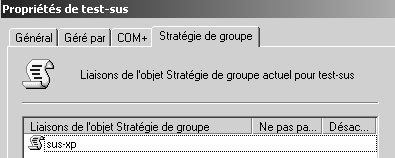 Propriétés de test-sus
Général Géré par COM+ Stratégie de groupe
Liaisons de l'objet Stratégie de groupe actuel pour test-sus
Liaisons de l'objet Stratégie de groupe Ne pas pa... Désac...
sus-xp